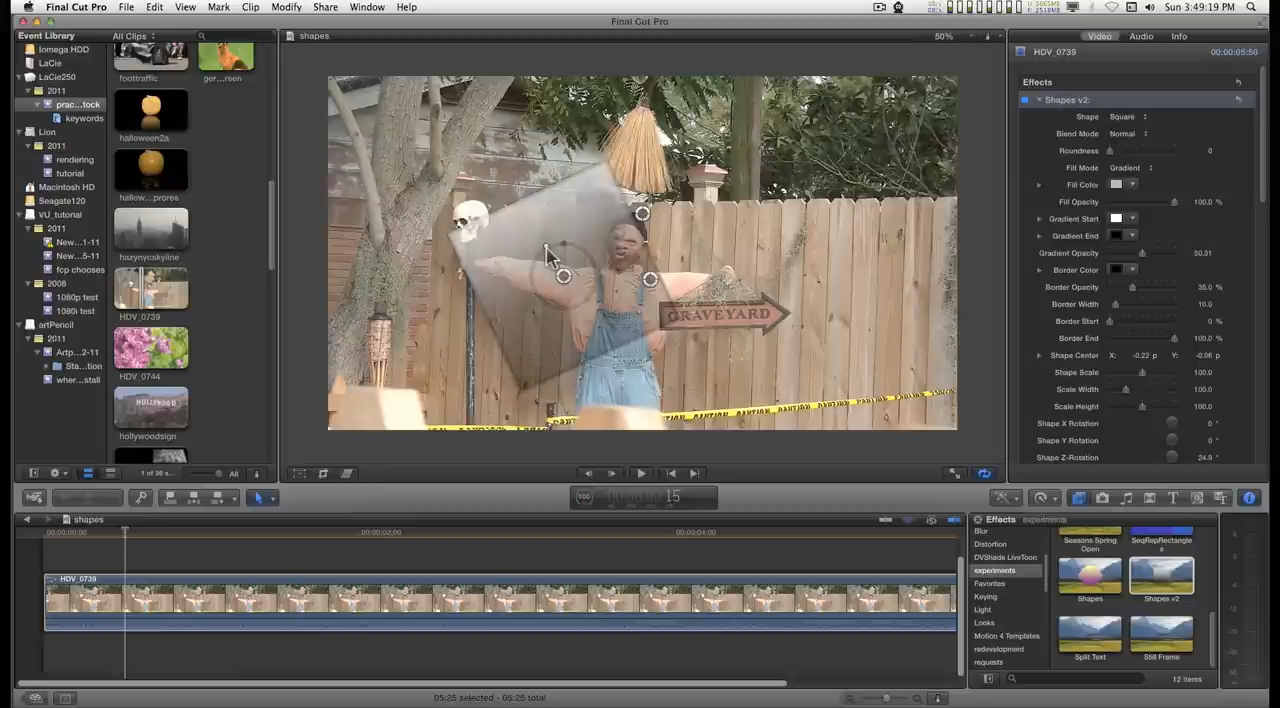 Final Cut Pro File Edit View Mark Clip Modify Share Window Help Sun 3:49:19 PM
Final Cut Pro
Event Library All Clips
shapes 50%
Video Audio Info
Iomega HDD
LaCie
LaCie250
2011
prac...tock
keywords
Lion
2011
rendering
tutorial
Macintosh HD
Seagate120
VU_tutorial
2011
New...1-11
New...5-11
fcp chooses
2008
1080p test
1080i test
artPencil
2011
Artp...2-11
Sta...tion
wher...stall
foottraffic
ger...reen
halloween2a
hallow...prores
hazynycskyline
HDV_0739
HDV_0744
HOLLYWOOD
hollywoodsign
GRAVEYARD
CAUTION CAUTION CAUTION CAUTION
HDV_0739 00:00:05:50
Effects
Shapes v2:
Shape Square
Blend Mode Normal
Roundness 0
Fill Mode Gradient
Fill Color
Fill Opacity 100.0 %
Gradient Start
Gradient End
Gradient Opacity 50.31
Border Color
Border Opacity 35.0 %
Border Width 10.0
Border Start 0 %
Border End 100.0 %
Shape Center X: -0.22 p Y: -0.06 p
Shape Scale 100.0
Scale Width 100.0
Scale Height 100.0
Shape X Rotation 0 °
Shape Y Rotation 0 °
Shape Z-Rotation 24.9 °
1 of 36 s... All
100 15
shapes
00:00:00:00 00:00:02:00 00:00:04:00
HDV_0739
Effects experiments
Blur
Distortion
DVShade LiveToon
experiments
Favorites
Keying
Light
Looks
Motion 4 Templates
redevelopment
requests
Seasons Spring Open
SeqRepRectangles
Shapes
Shapes v2
Split Text
Still Frame
12 items
05:25 selected - 05:25 total